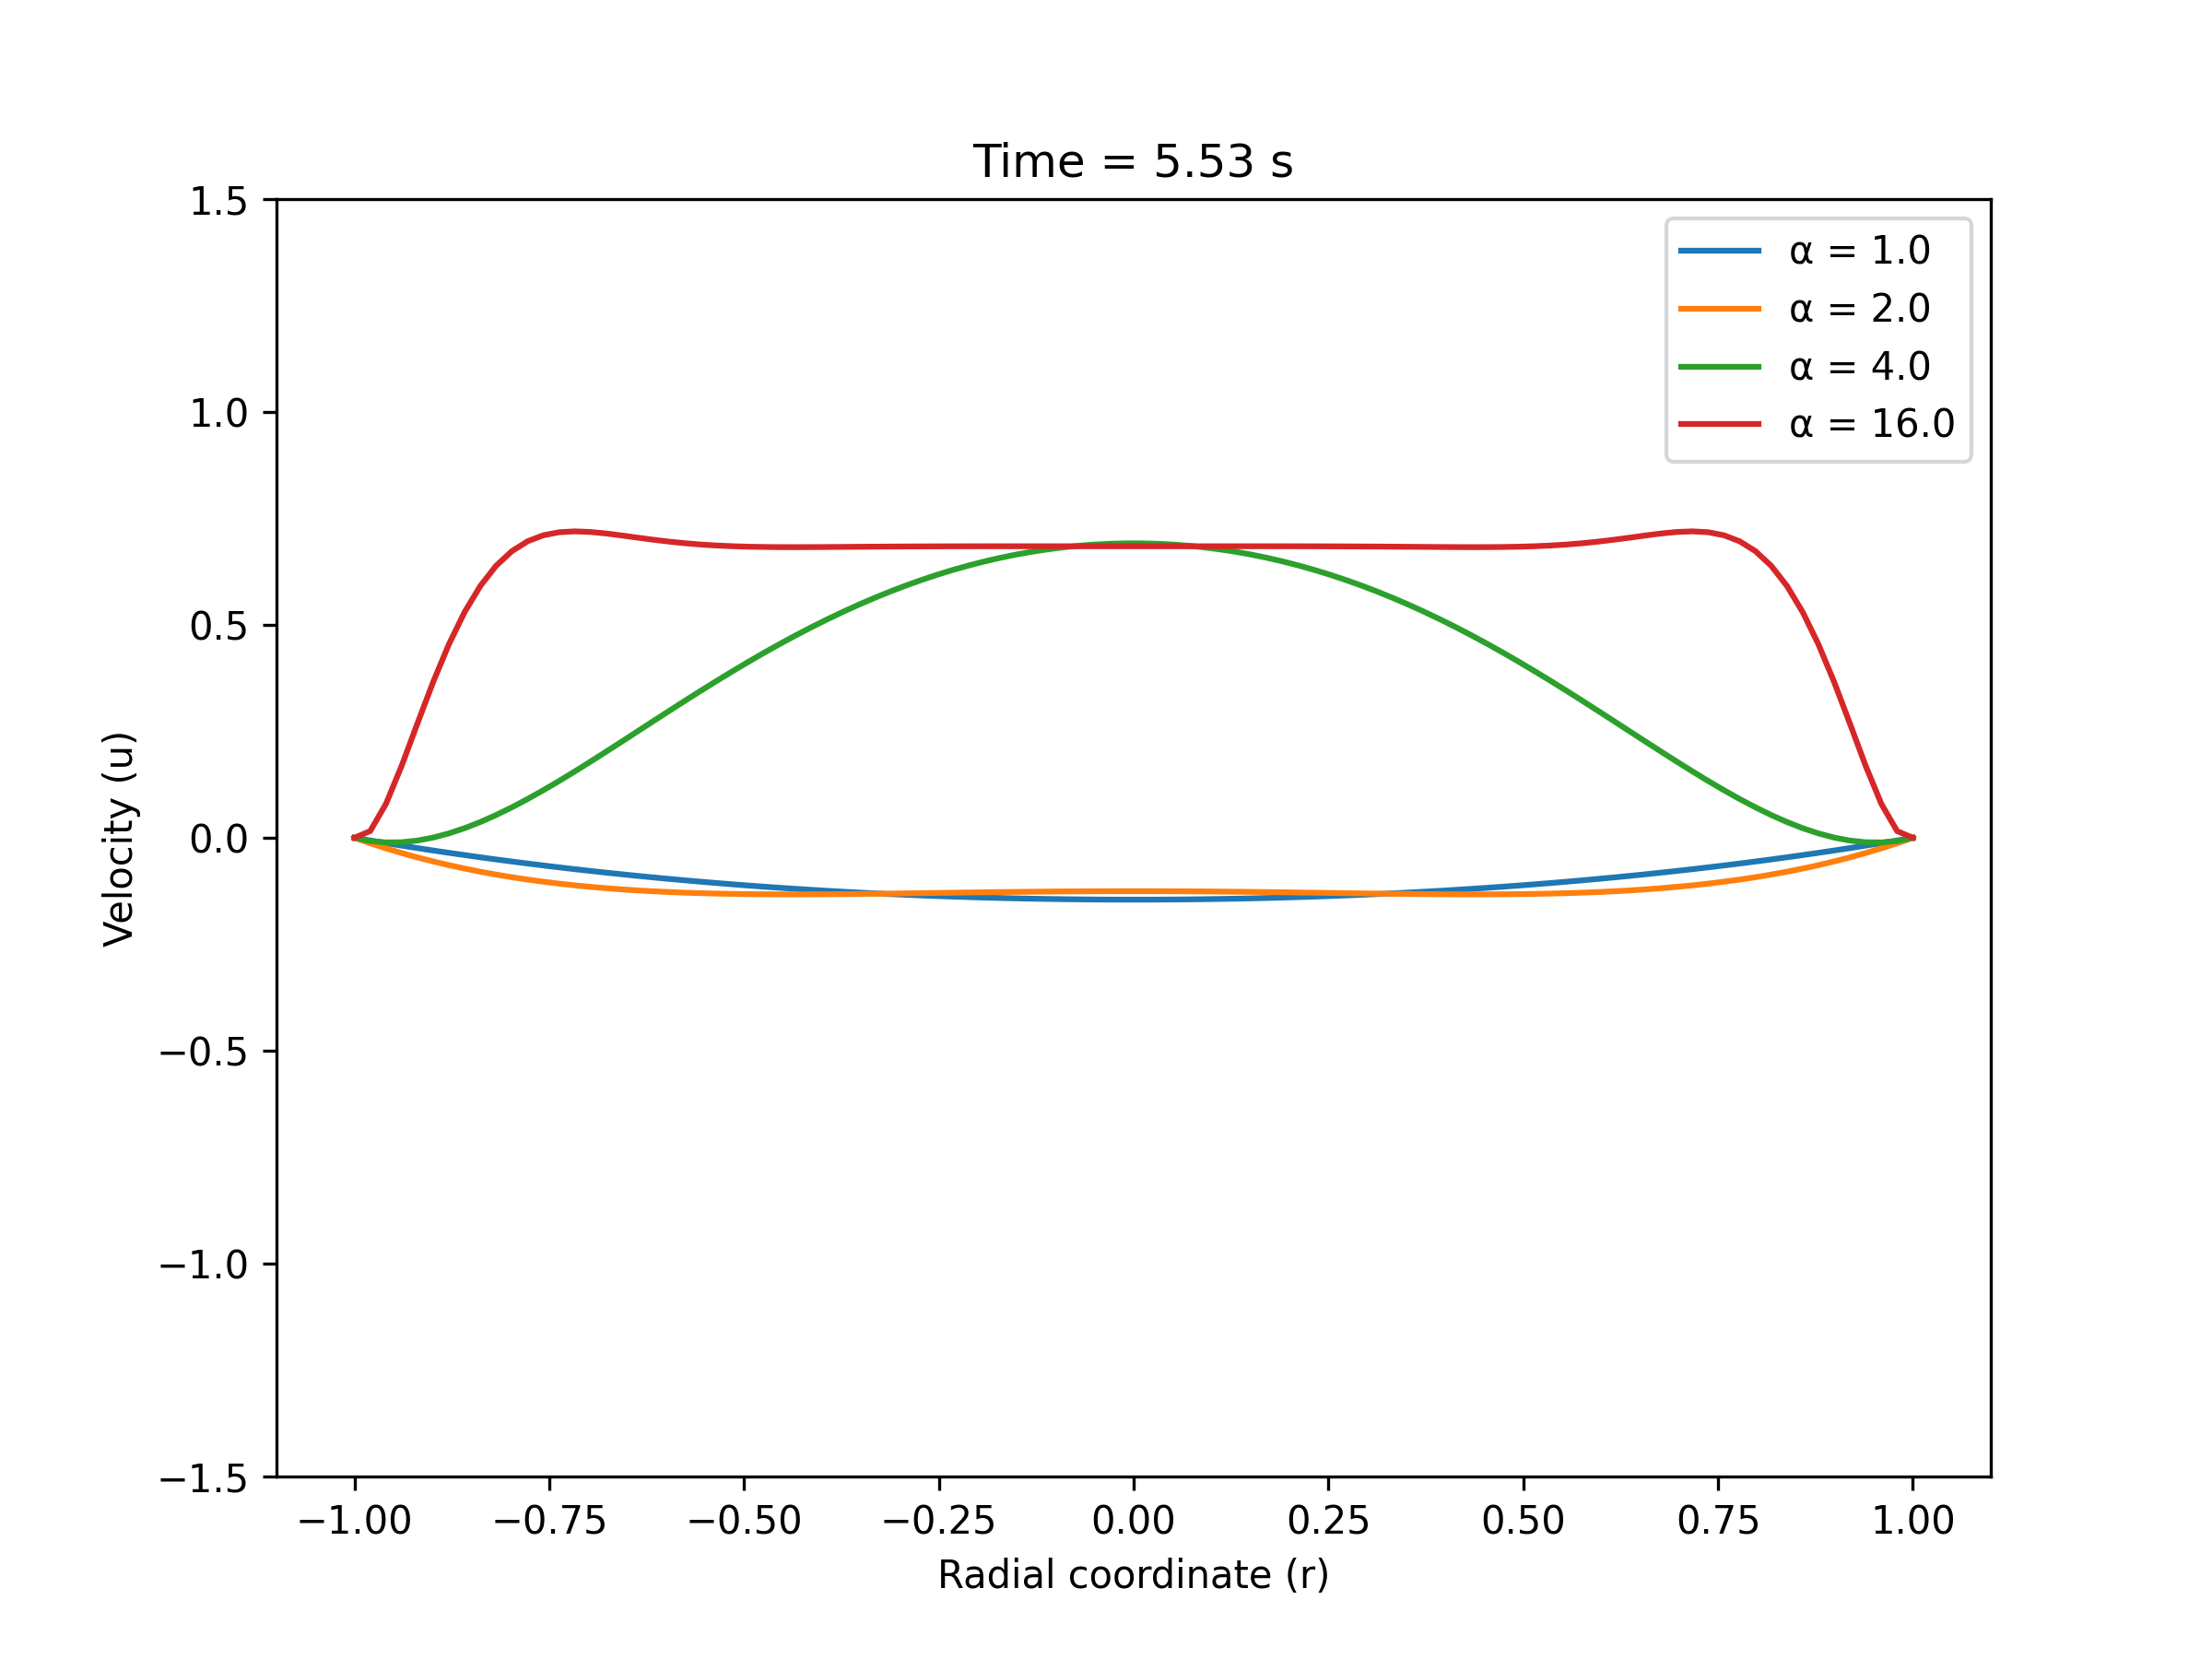 Time = 5.53 s
α = 1.0
α = 2.0
α = 4.0
α = 16.0
1.5
1.0
0.5
0.0
−0.5
−1.0
−1.5
Velocity (u)
−1.00 −0.75 −0.50 −0.25 0.00 0.25 0.50 0.75 1.00
Radial coordinate (r)